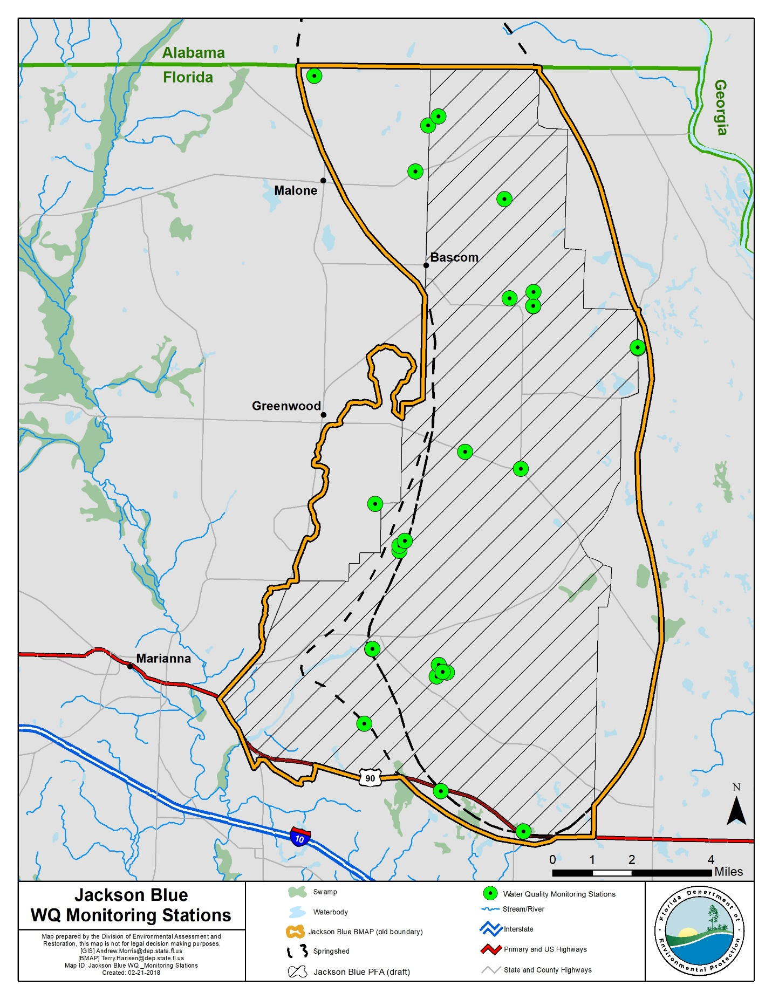 Alabama
Florida
Georgia
Malone
Bascom
Greenwood
Marianna
90
10
N
0 1 2 4
Miles
Jackson Blue
WQ Monitoring Stations
Map prepared by the Division of Environmental Assessment and
Restoration, this map is not for legal decision making purposes.
[GIS] Andrew.Morris@dep.state.fl.us
[BMAP] Terry.Hansen@dep.state.fl.us
Map ID: Jackson Blue WQ _Monitoring Stations
Created: 02-21-2018
Swamp
Waterbody
Jackson Blue BMAP (old boundary)
Springshed
Jackson Blue PFA (draft)
Water Quality Monitoring Stations
Stream/River
Interstate
Primary and US Highways
State and County Highways
Florida Department of
Environmental Protection